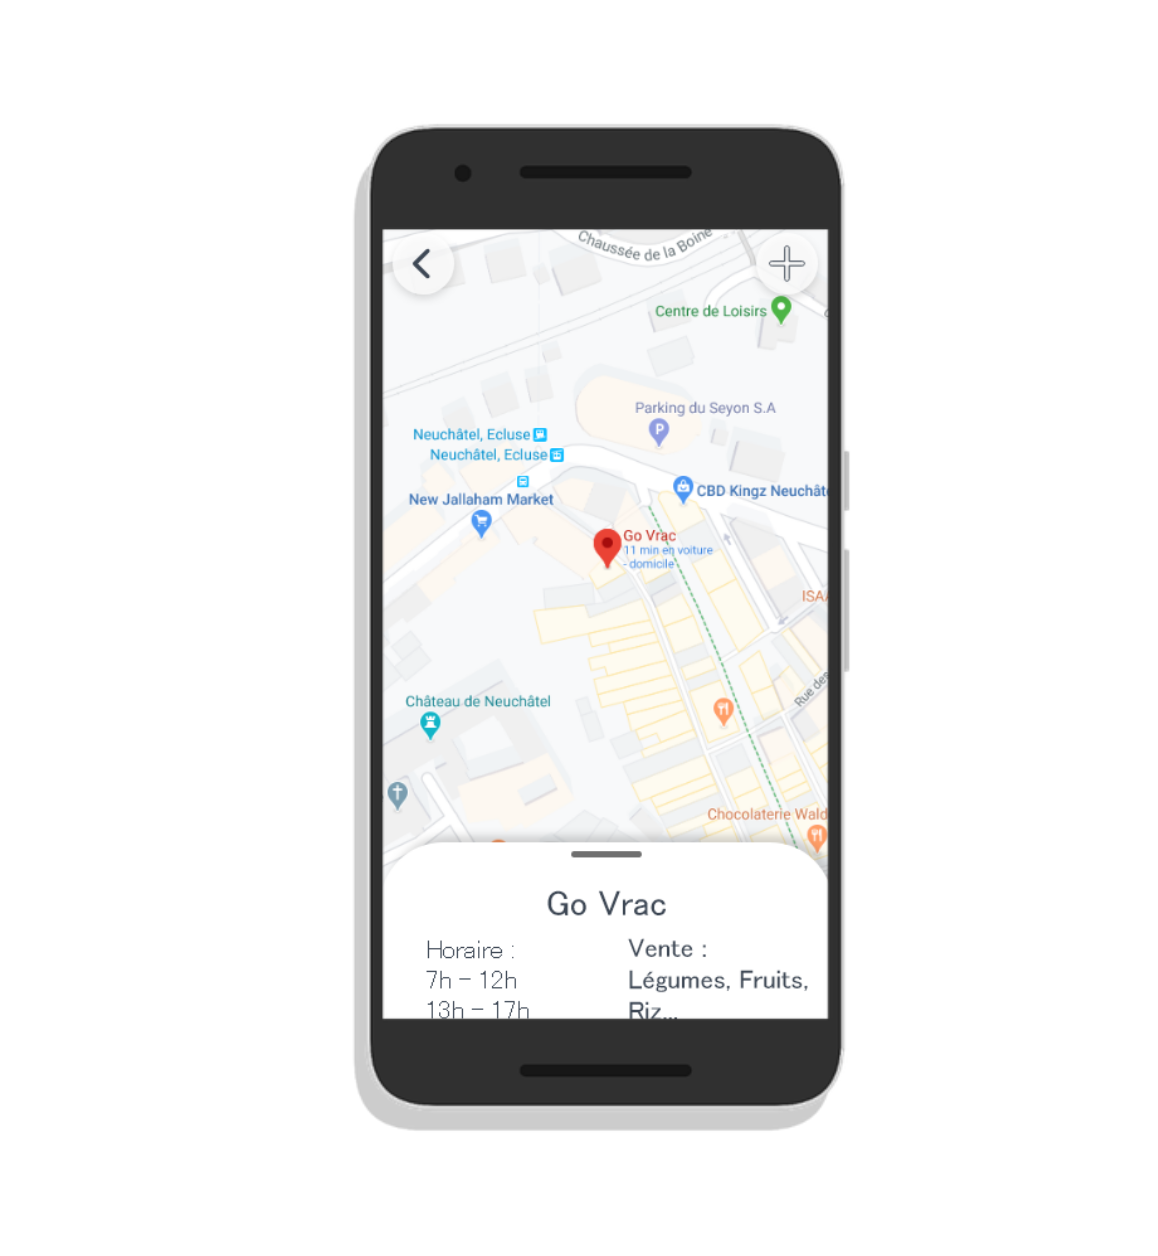 Chaussée de la Boine
Centre de Loisirs
Parking du Seyon S.A
P
Neuchâtel, Ecluse
Neuchâtel, Ecluse
CBD Kingz Neuchât
New Jallaham Market
Go Vrac
11 min en voiture
- domicile
ISA
Rue des
Château de Neuchâtel
Chocolaterie Wald
Go Vrac
Horaire :
7h – 12h
13h – 17h
Vente :
Légumes, Fruits,
Riz...